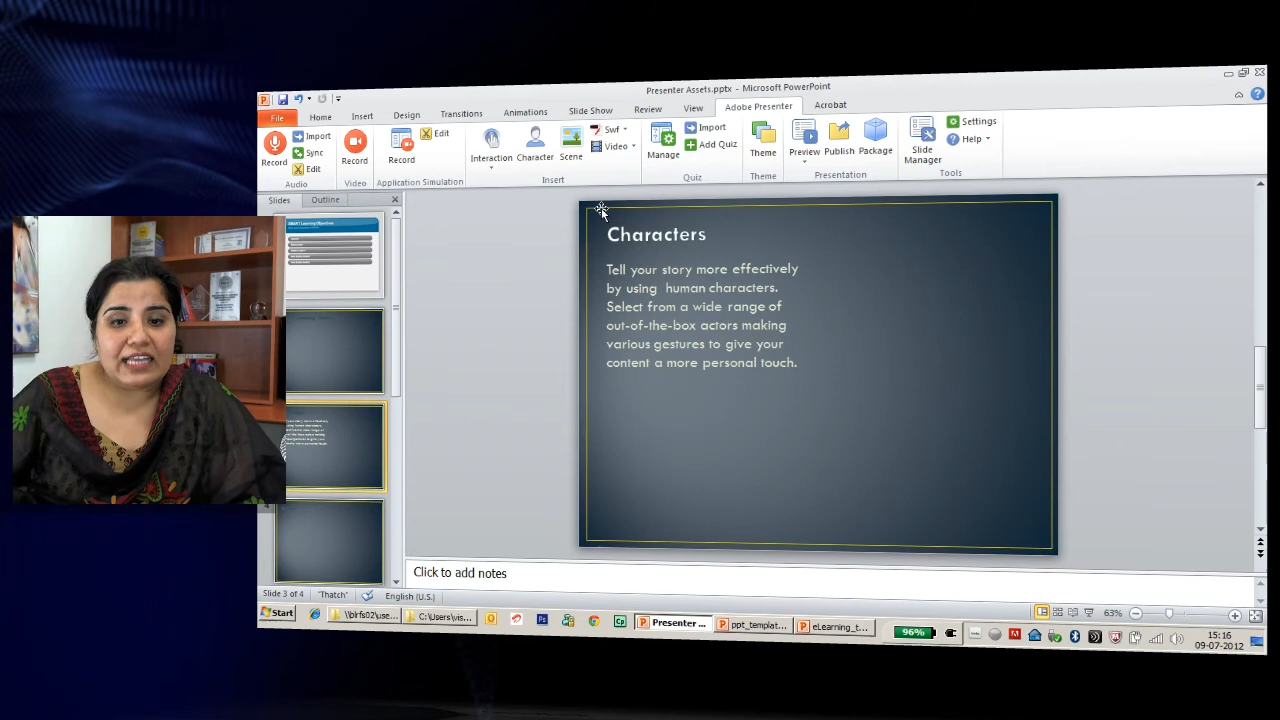 Presenter Assets.pptx - Microsoft PowerPoint
File Home Insert Design Transitions Animations Slide Show Review View Adobe Presenter Acrobat
Record Import Sync Edit Audio
Record Video
Record Edit Application Simulation
Interaction Character Scene Swf Video Insert
Manage Import Add Quiz Quiz
Theme Theme
Preview Publish Package Presentation
Slide Manager Settings Help Tools
Slides Outline
Characters
Tell your story more effectively
by using human characters.
Select from a wide range of
out-of-the-box actors making
various gestures to give your
content a more personal touch.
Click to add notes
Slide 3 of 4 "Thatch" English (U.S.) 63%
Start \\blrfs02\use... C:\Users\vis... Presenter ... ppt_templat... eLearning_t... 96% 15:16
09-07-2012